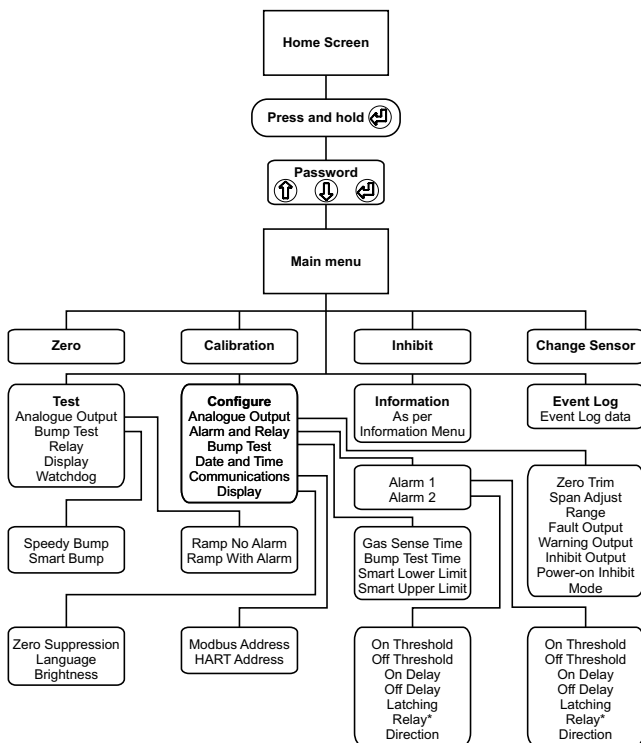 Home Screen
Press and hold
Password
Main menu
Zero
Calibration
Inhibit
Change Sensor
Test
Analogue Output
Bump Test
Relay
Display
Watchdog
Configure
Analogue Output
Alarm and Relay
Bump Test
Date and Time
Communications
Display
Information
As per
Information Menu
Event Log
Event Log data
Alarm 1
Alarm 2
Zero Trim
Span Adjust
Range
Fault Output
Warning Output
Inhibit Output
Power-on Inhibit
Mode
Speedy Bump
Smart Bump
Ramp No Alarm
Ramp With Alarm
Gas Sense Time
Bump Test Time
Smart Lower Limit
Smart Upper Limit
Zero Suppression
Language
Brightness
Modbus Address
HART Address
On Threshold
Off Threshold
On Delay
Off Delay
Latching
Relay*
Direction
On Threshold
Off Threshold
On Delay
Off Delay
Latching
Relay*
Direction